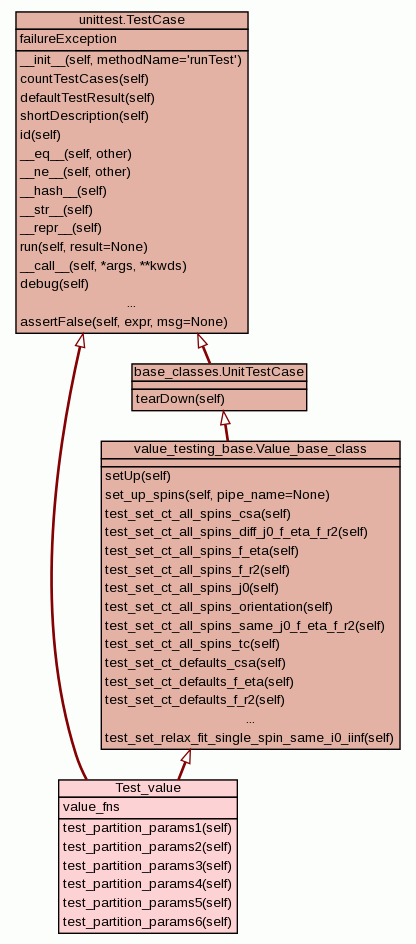 unittest.TestCase
failureException
__init__(self, methodName='runTest')
countTestCases(self)
defaultTestResult(self)
shortDescription(self)
id(self)
__eq__(self, other)
__ne__(self, other)
__hash__(self)
__str__(self)
__repr__(self)
run(self, result=None)
__call__(self, *args, **kwds)
debug(self)
...
assertFalse(self, expr, msg=None)
base_classes.UnitTestCase
tearDown(self)
value_testing_base.Value_base_class
setUp(self)
set_up_spins(self, pipe_name=None)
test_set_ct_all_spins_csa(self)
test_set_ct_all_spins_diff_j0_f_eta_f_r2(self)
test_set_ct_all_spins_f_eta(self)
test_set_ct_all_spins_f_r2(self)
test_set_ct_all_spins_j0(self)
test_set_ct_all_spins_orientation(self)
test_set_ct_all_spins_same_j0_f_eta_f_r2(self)
test_set_ct_all_spins_tc(self)
test_set_ct_defaults_csa(self)
test_set_ct_defaults_f_eta(self)
test_set_ct_defaults_f_r2(self)
...
test_set_relax_fit_single_spin_same_i0_iinf(self)
Test_value
value_fns
test_partition_params1(self)
test_partition_params2(self)
test_partition_params3(self)
test_partition_params4(self)
test_partition_params5(self)
test_partition_params6(self)